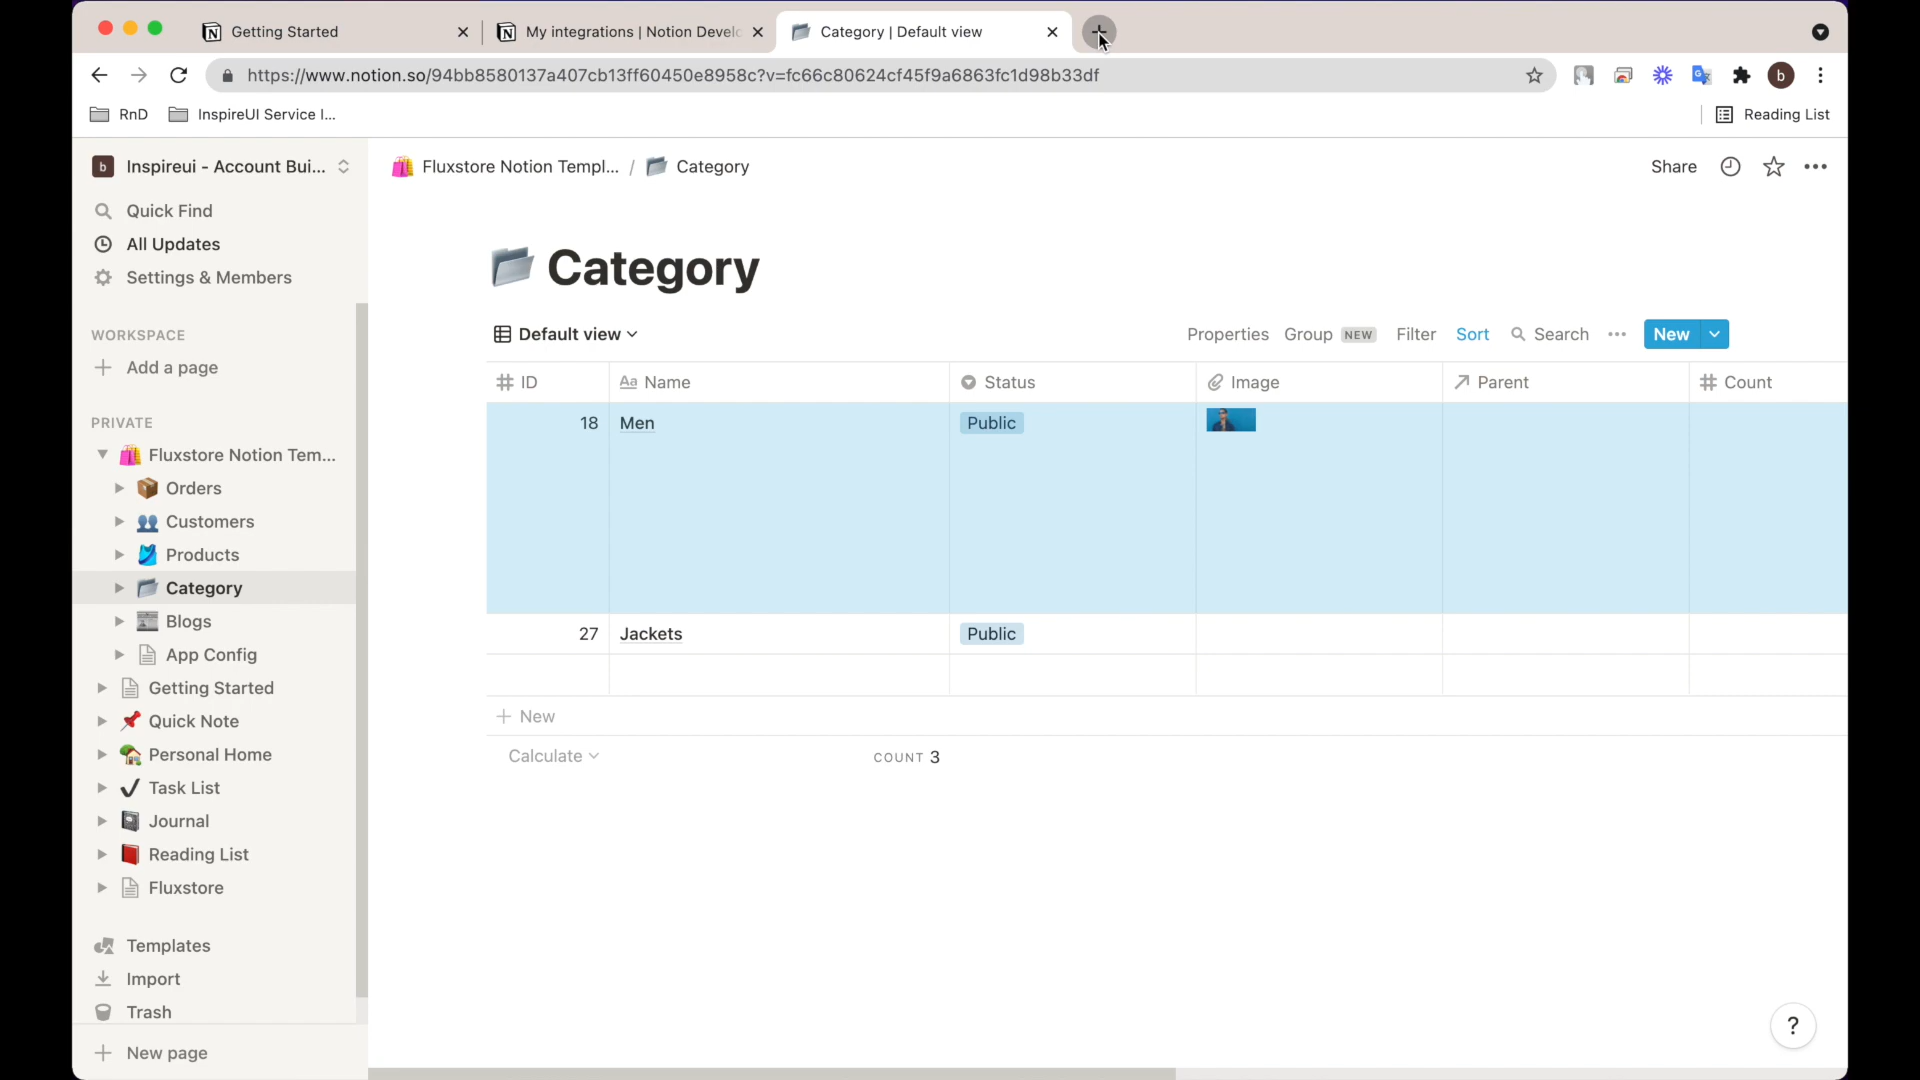 Getting Started
My integrations | Notion Develo
Category | Default view
https://www.notion.so/94bb8580137a407cb13ff60450e8958c?v=fc66c80624cf45f9a6863fc1d98b33df
b
RnD
InspireUI Service I...
Reading List
b
Inspireui - Account Bui...
Fluxstore Notion Templ... / Category
Share
Quick Find
All Updates
Settings & Members
WORKSPACE
Add a page
PRIVATE
Fluxstore Notion Tem...
Orders
Customers
Products
Category
Blogs
App Config
Getting Started
Quick Note
Personal Home
Task List
Journal
Reading List
Fluxstore
Templates
Import
Trash
New page
Category
Default view
Properties Group NEW Filter Sort Search New
ID Aa Name Status Image Parent Count
18 Men Public
27 Jackets Public
New
Calculate COUNT 3
?